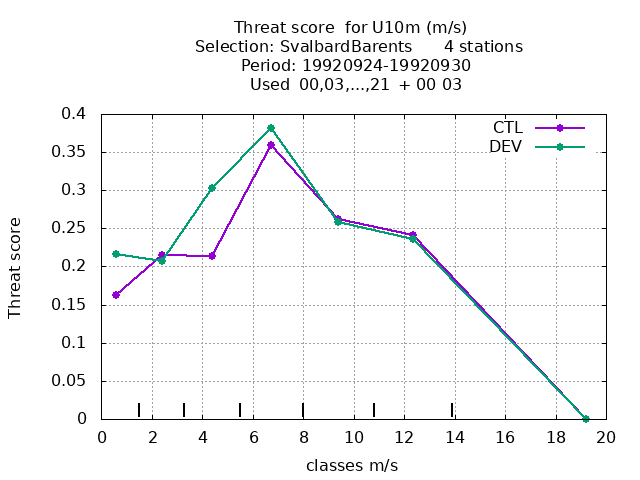 Threat score for U10m (m/s)
Selection: SvalbardBarents 4 stations
Period: 19920924-19920930
Used 00,03,...,21 + 00 03
CTL
DEV
Threat score
0.4
0.35
0.3
0.25
0.2
0.15
0.1
0.05
0
0 2 4 6 8 10 12 14 16 18 20
classes m/s